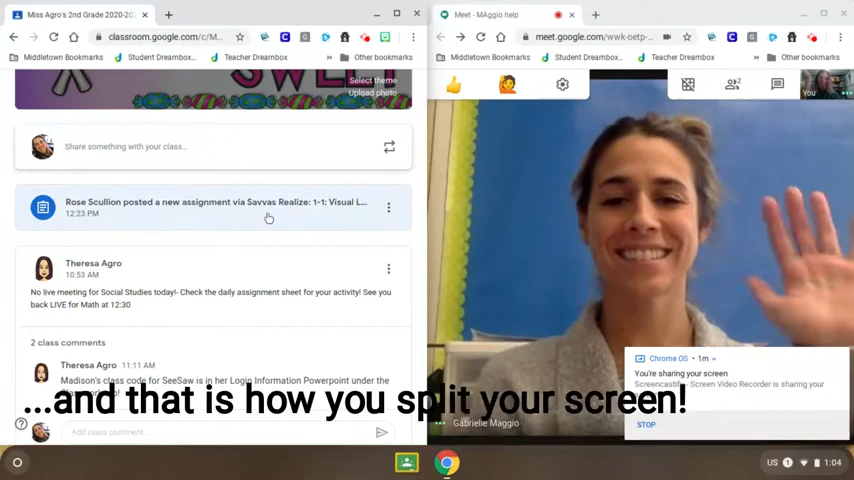 Miss Agro's 2nd Grade 2020-202
classroom.google.com/c/M...
Middletown Bookmarks
Student Dreambox...
Teacher Dreambox
Other bookmarks
SWE
Select theme
Upload photo
Share something with your class...
Rose Scullion posted a new assignment via Savvas Realize: 1-1: Visual L...
12:23 PM
Theresa Agro
10:53 AM
No live meeting for Social Studies today!- Check the daily assignment sheet for your activity! See you
back LIVE for Math at 12:30
2 class comments
Theresa Agro 11:11 AM
Madison's class code for SeeSaw is in her Login Information Powerpoint under the
Add class comment...
Meet - MAggio help
meet.google.com/wwk-oetp-...
Middletown Bookmarks
Student Dreambox...
Teacher Dreambox
Other bookmarks
2
You
Gabrielle Maggio
Chrome OS • 1m
You're sharing your screen
Screencastify - Screen Video Recorder is sharing your
STOP
...and that is how you split your screen!
US 1 1:04